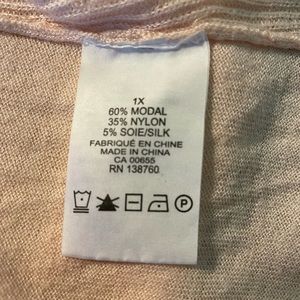 1X
60% MODAL
35% NYLON
5% SOIE/SILK
FABRIQUÉ EN CHINE
MADE IN CHINA
CA 00655
RN 138760
P